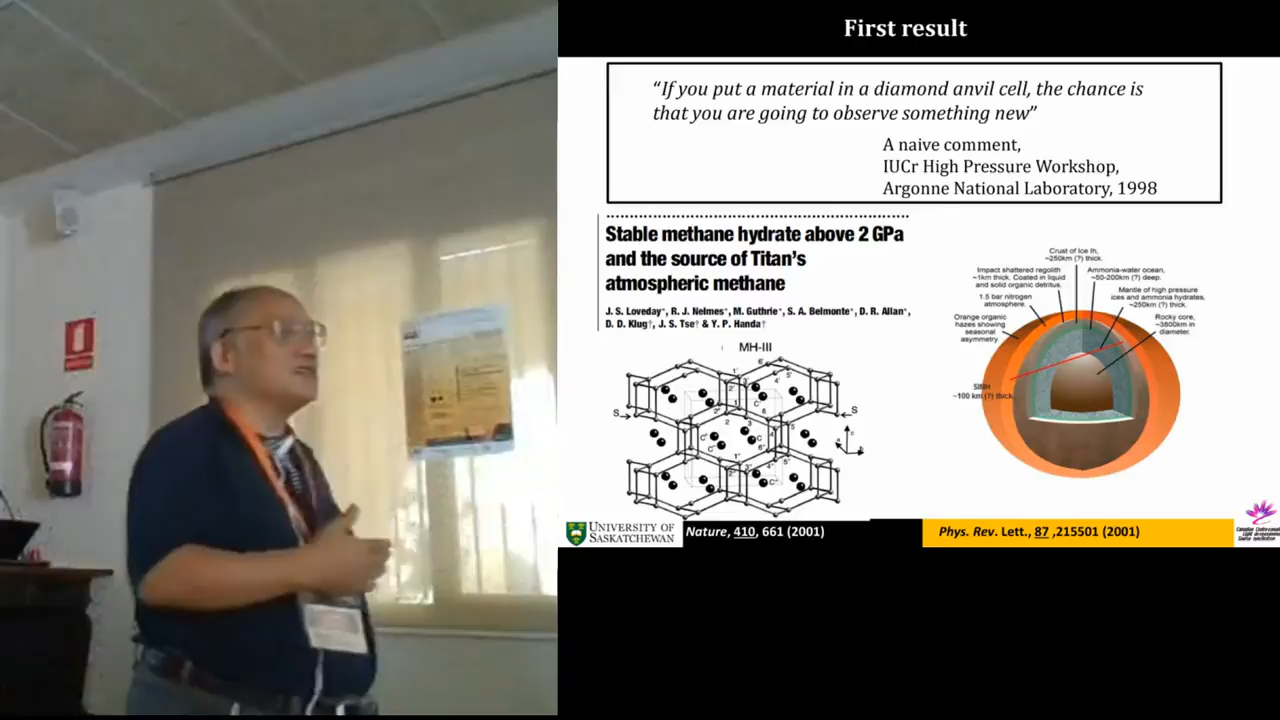 First result
“If you put a material in a diamond anvil cell, the chance is
that you are going to observe something new”
A naive comment,
IUCr High Pressure Workshop,
Argonne National Laboratory, 1998
Stable methane hydrate above 2 GPa
and the source of Titan’s
atmospheric methane
J. S. Loveday*, R. J. Nelmes*, M. Guthrie*, S. A. Belmonte*, D. R. Allan*,
D. D. Klug†, J. S. Tse† & Y. P. Handa†
MH-III
S
S
Crust of Ice Ih,
~250km (?) thick.
Impact shattered regolith
~1km thick. Coated in liquid
and solid organic detritus.
Ammonia-water ocean,
~50-200km (?) deep.
1.5 bar nitrogen
atmosphere.
Mantle of high pressure
ices and ammonia hydrates,
~250km (?) thick.
Orange organic
hazes showing
seasonal
asymmetry.
Rocky core,
~3800km in
diameter.
~100 km (?) thick
UNIVERSITY OF
SASKATCHEWAN
Nature, 410, 661 (2001)
Phys. Rev. Lett., 87 ,215501 (2001)